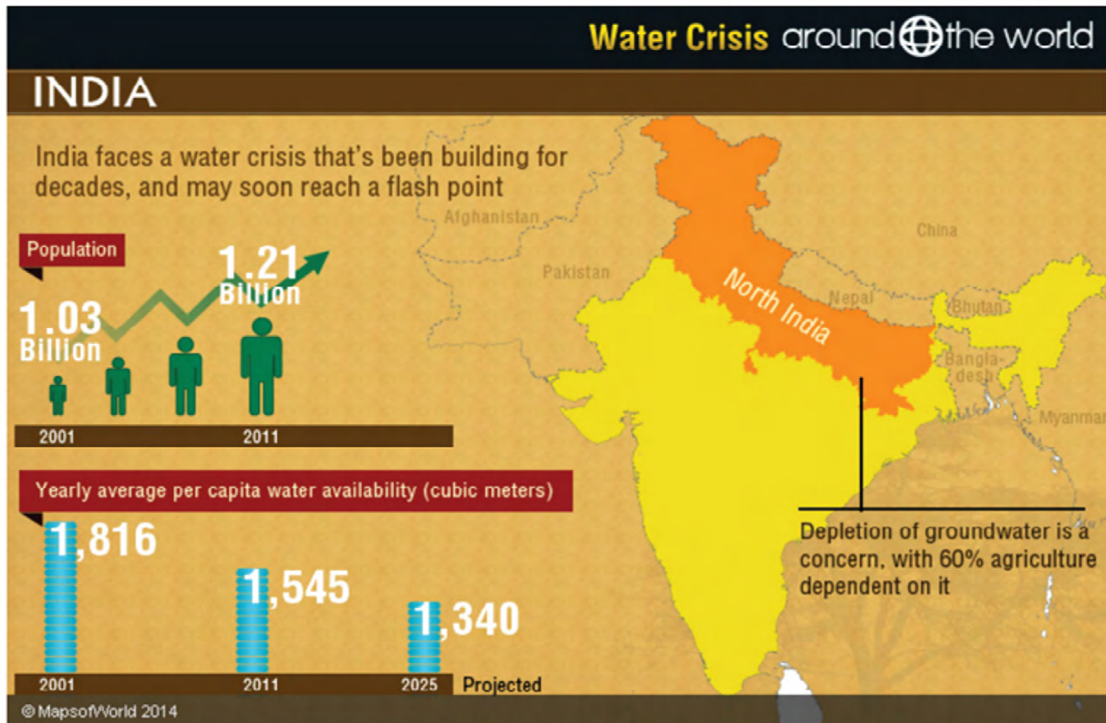 Water Crisis around the world
INDIA
India faces a water crisis that's been building for
decades, and may soon reach a flash point
Population
1.03
Billion
1.21
Billion
2001
2011
Yearly average per capita water availability (cubic meters)
1,816
1,545
1,340
2001
2011
2025
Projected
Afghanistan
Pakistan
China
Nepal
Bhutan
Bangla-
desh
Myanmar
North India
Depletion of groundwater is a
concern, with 60% agriculture
dependent on it
© MapsofWorld 2014